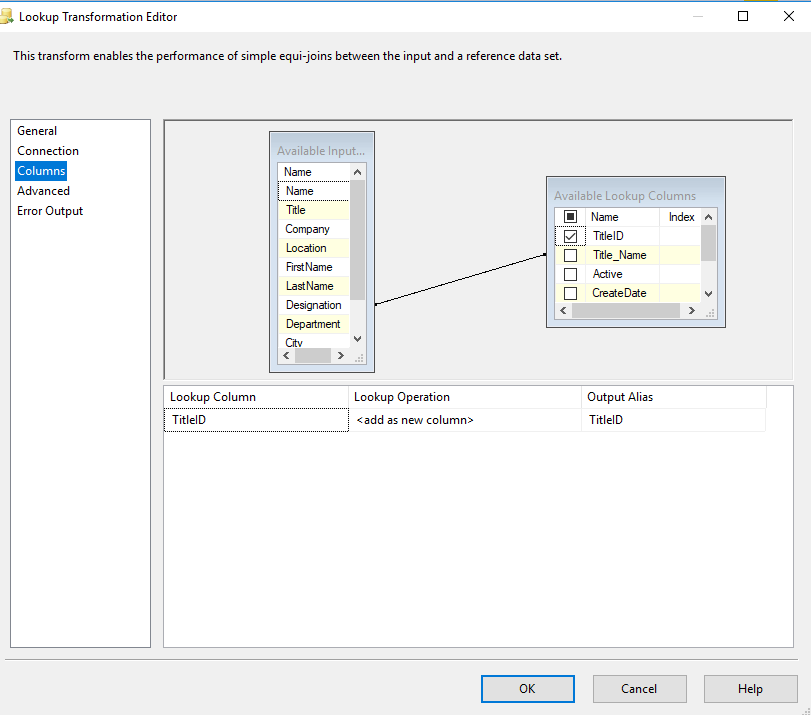 Lookup Transformation Editor
This transform enables the performance of simple equi-joins between the input and a reference data set.
General
Connection
Columns
Advanced
Error Output
Available Input...
Name
Name
Title
Company
Location
FirstName
LastName
Designation
Department
City
Available Lookup Columns
Name Index
TitleID
Title_Name
Active
CreateDate
Lookup Column Lookup Operation Output Alias
TitleID <add as new column> TitleID
OK Cancel Help